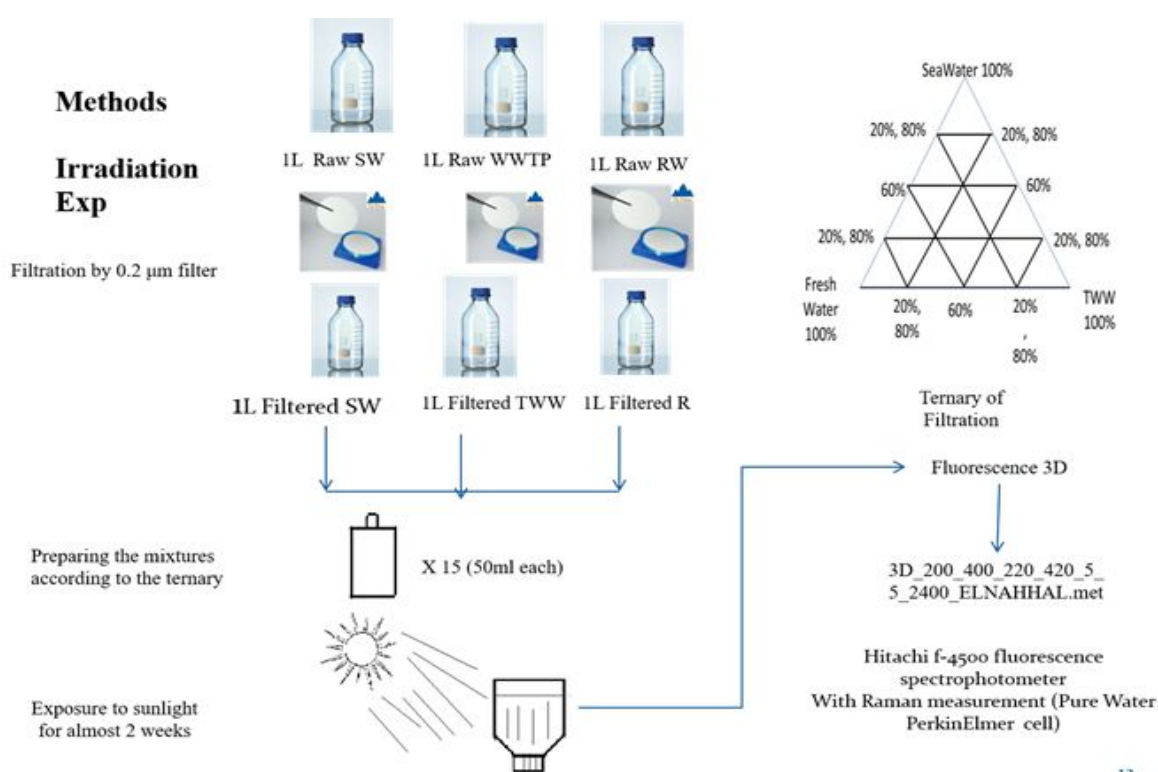 Methods
Irradiation
Exp
1L Raw SW
1L Raw WWTP
1L Raw RW
Filtration by 0.2 μm filter
1L Filtered SW
1L Filtered TWW
1L Filtered R
Preparing the mixtures
according to the ternary
X 15 (50ml each)
Exposure to sunlight
for almost 2 weeks
SeaWater 100%
20%, 80%
20%, 80%
60%
60%
20%, 80%
20%, 80%
Fresh
Water
100%
20%,
80%
60%
20%
,
80%
TWW
100%
Ternary of
Filtration
Fluorescence 3D
3D_200_400_220_420_5_
5_2400_ELNAHHAL.met
Hitachi f-4500 fluorescence
spectrophotometer
With Raman measurement (Pure Water
PerkinElmer cell)